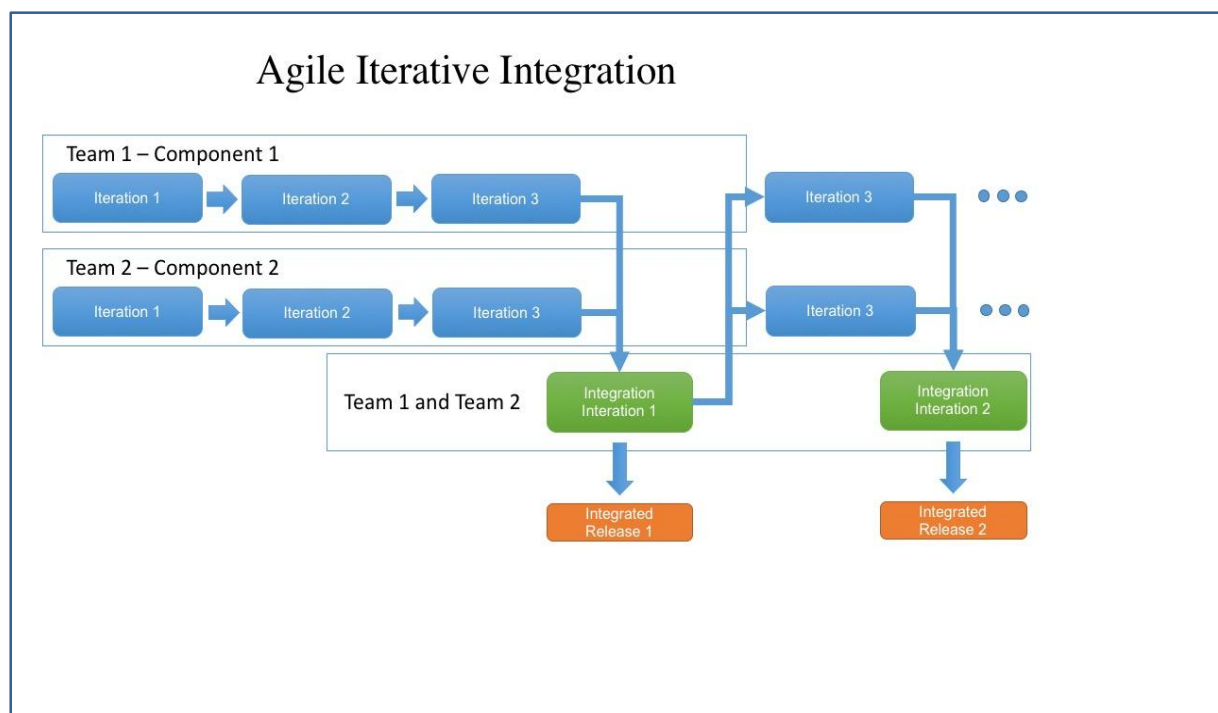 Agile Iterative Integration
Team 1 – Component 1
Iteration 1
Iteration 2
Iteration 3
Iteration 3
Team 2 – Component 2
Iteration 1
Iteration 2
Iteration 3
Iteration 3
Team 1 and Team 2
Integration
Interation 1
Integration
Interation 2
Integrated
Release 1
Integrated
Release 2